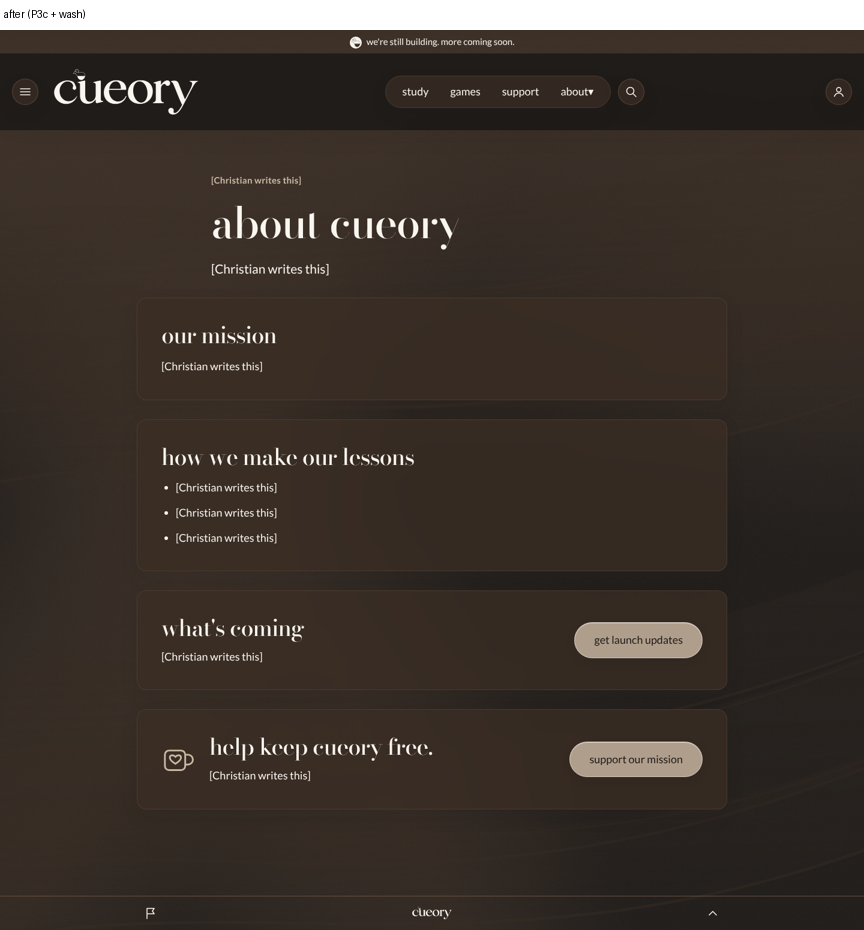 after (P3c + wash)
we're still building. more coming soon.
cueory
study games support about▾
[Christian writes this]
about cueory
[Christian writes this]
our mission
[Christian writes this]
how we make our lessons
• [Christian writes this]
• [Christian writes this]
• [Christian writes this]
what's coming
[Christian writes this]
get launch updates
help keep cueory free.
[Christian writes this]
support our mission
cueory